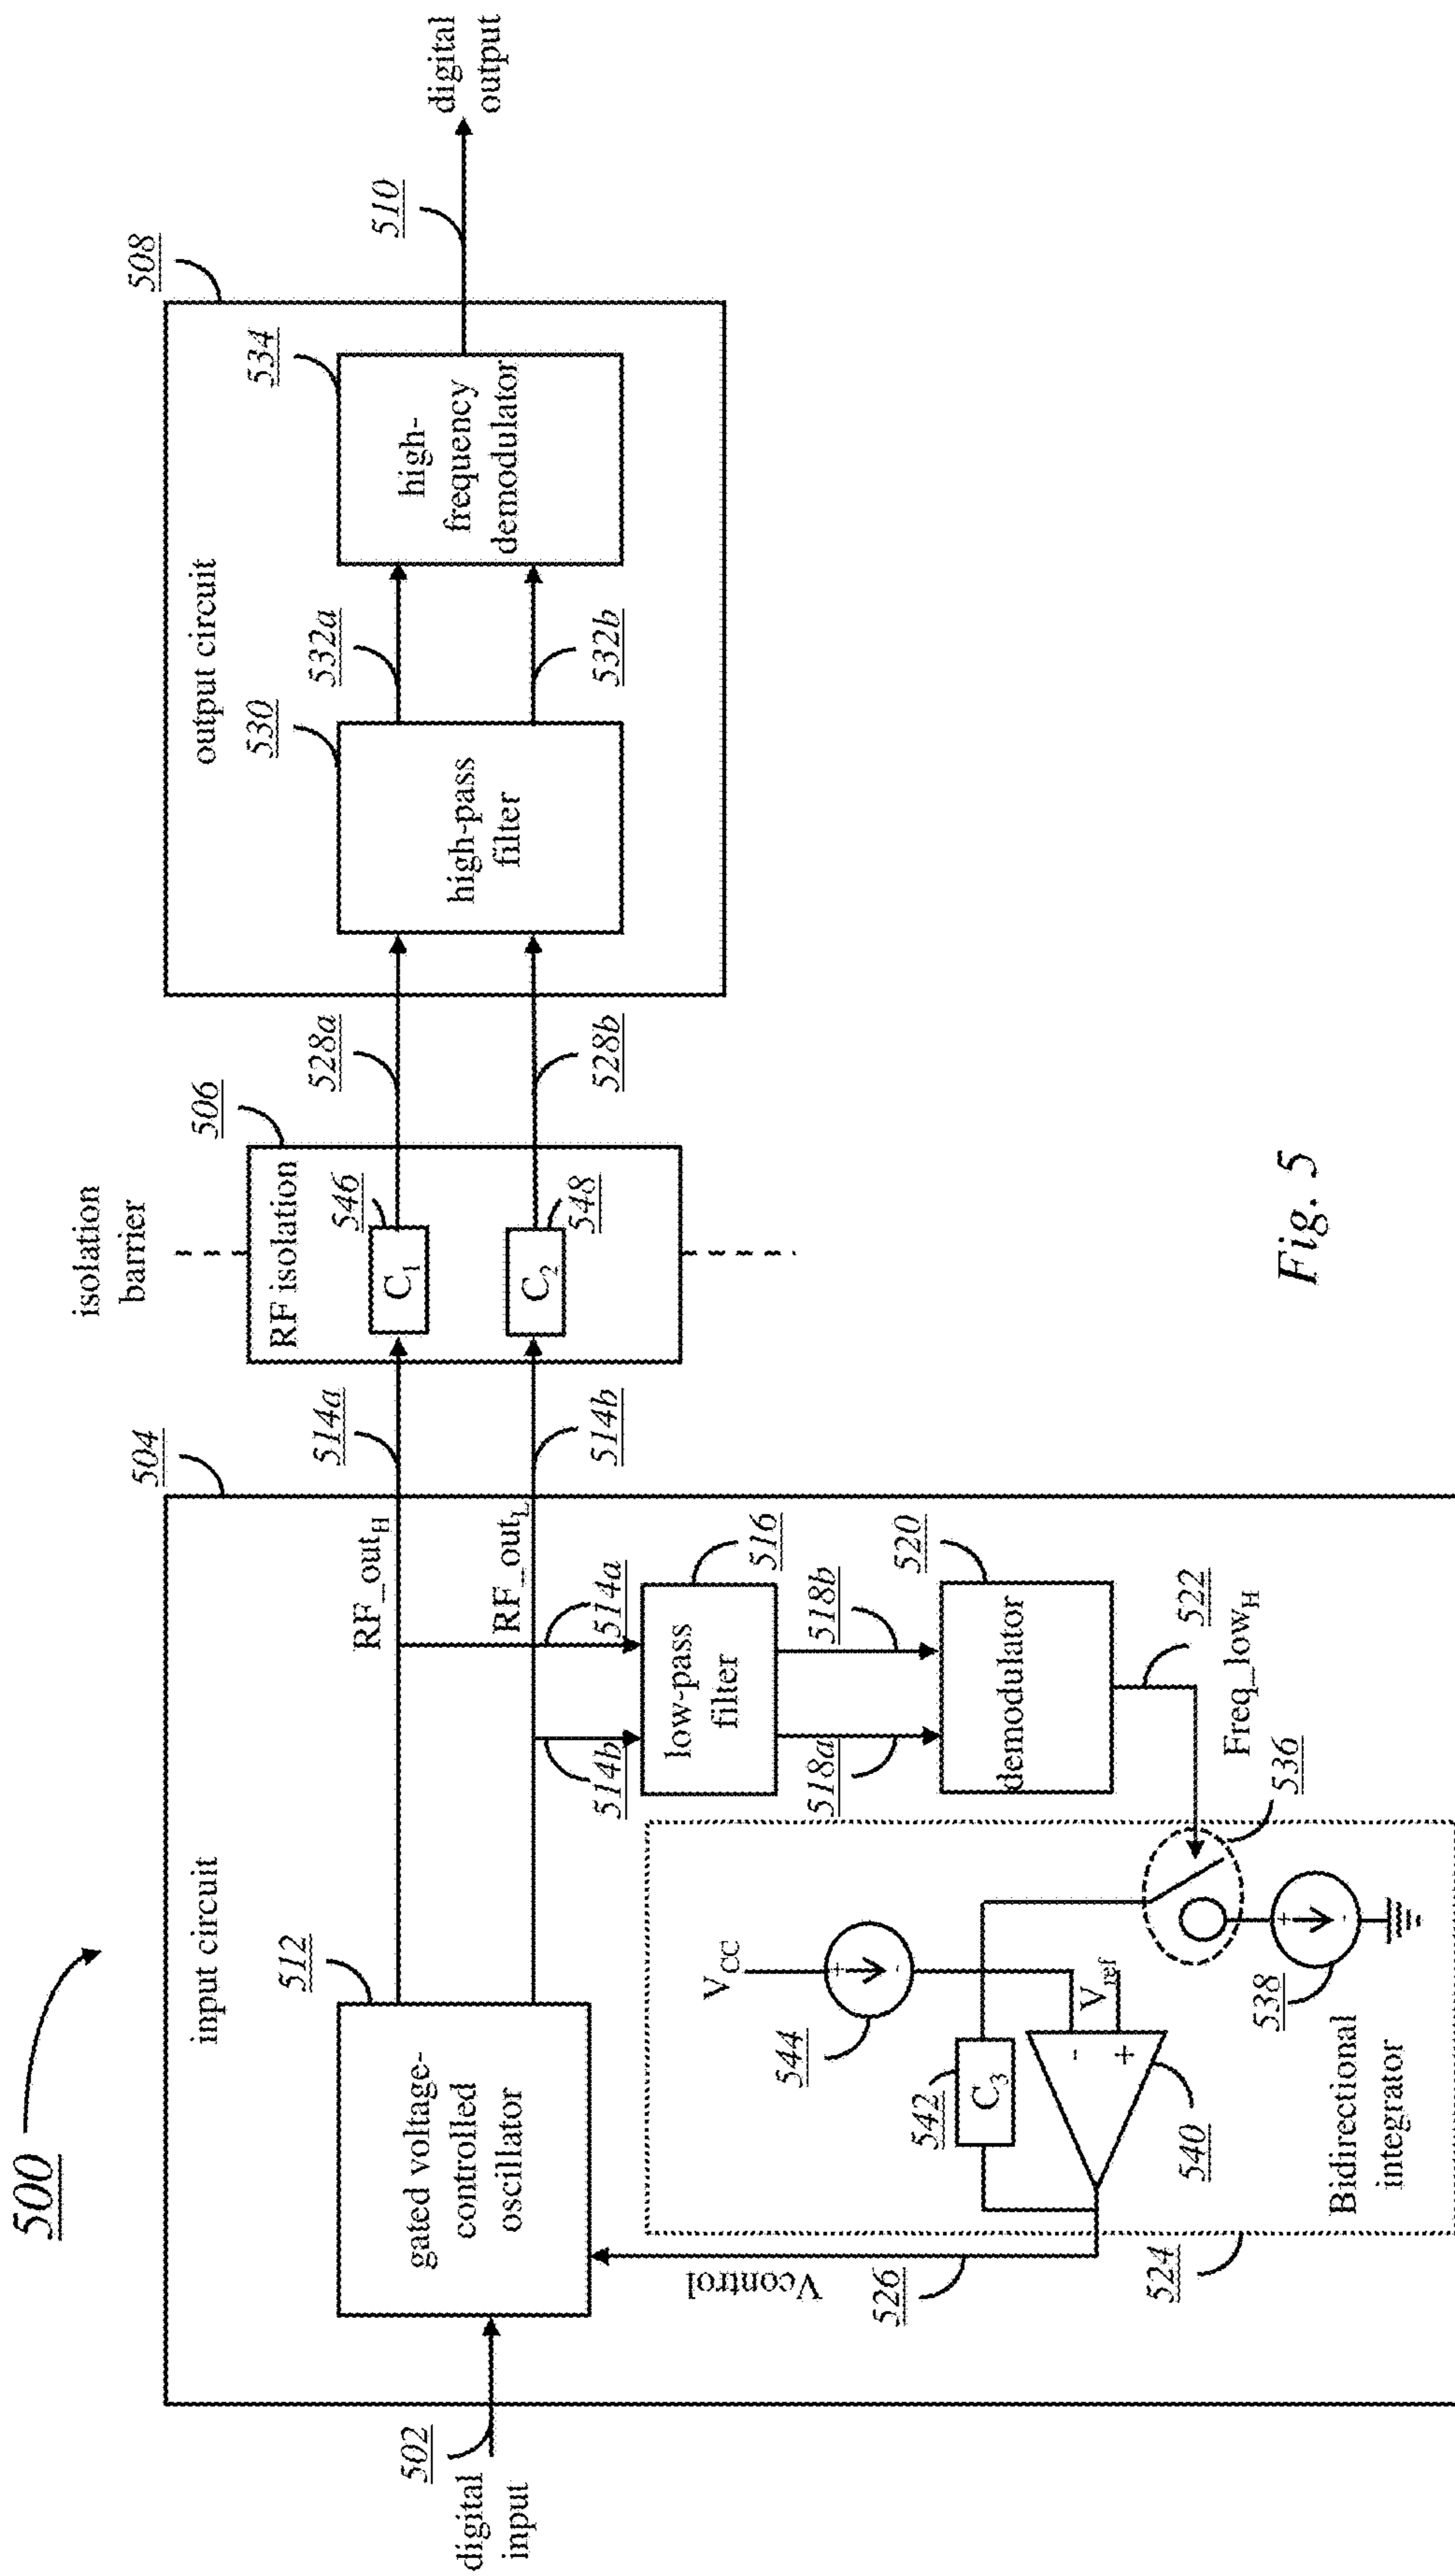 500
input circuit
504
502
digital
input
512
gated voltage-
controlled
oscillator
RF_outH
RF_outL
514a
514b
514b
514a
516
low-pass
filter
518a
518b
520
demodulator
522
Freq_lowH
536
Vcontrol
526
524
Bidirectional
integrator
VCC
544
542
C3
Vref
-
+
540
538
+
-
+
-
isolation
barrier
506
RF isolation
546
C1
548
C2
528a
528b
508
output circuit
530
high-pass
filter
532a
532b
534
high-
frequency
demodulator
510
digital
output
Fig. 5